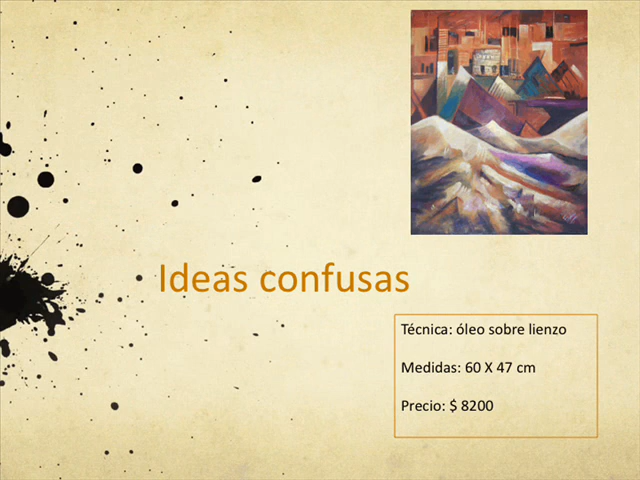 Ideas confusas
Técnica: óleo sobre lienzo
Medidas: 60 X 47 cm
Precio: $ 8200